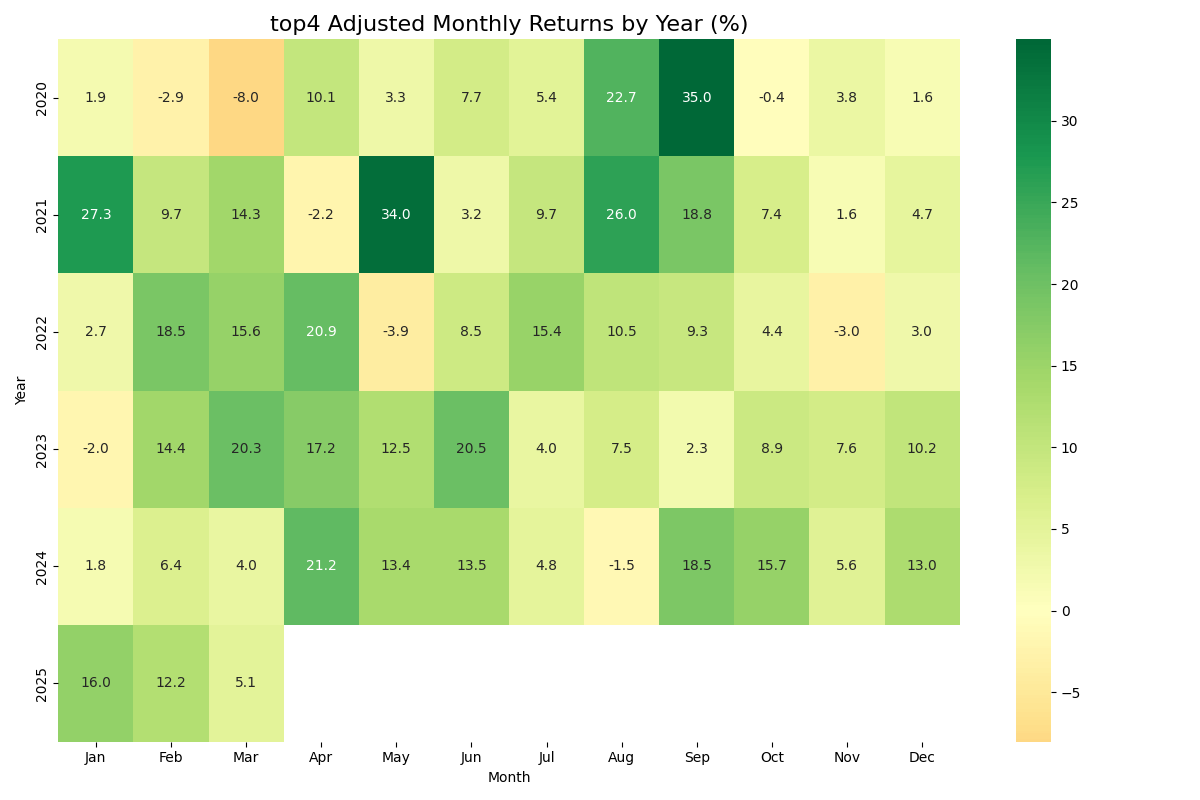 top4 Adjusted Monthly Returns by Year (%)
2020 1.9 -2.9 -8.0 10.1 3.3 7.7 5.4 22.7 35.0 -0.4 3.8 1.6
2021 27.3 9.7 14.3 -2.2 34.0 3.2 9.7 26.0 18.8 7.4 1.6 4.7
2022 2.7 18.5 15.6 20.9 -3.9 8.5 15.4 10.5 9.3 4.4 -3.0 3.0
2023 -2.0 14.4 20.3 17.2 12.5 20.5 4.0 7.5 2.3 8.9 7.6 10.2
2024 1.8 6.4 4.0 21.2 13.4 13.5 4.8 -1.5 18.5 15.7 5.6 13.0
2025 16.0 12.2 5.1
Year
Jan Feb Mar Apr May Jun Jul Aug Sep Oct Nov Dec
Month
30
25
20
15
10
5
0
−5